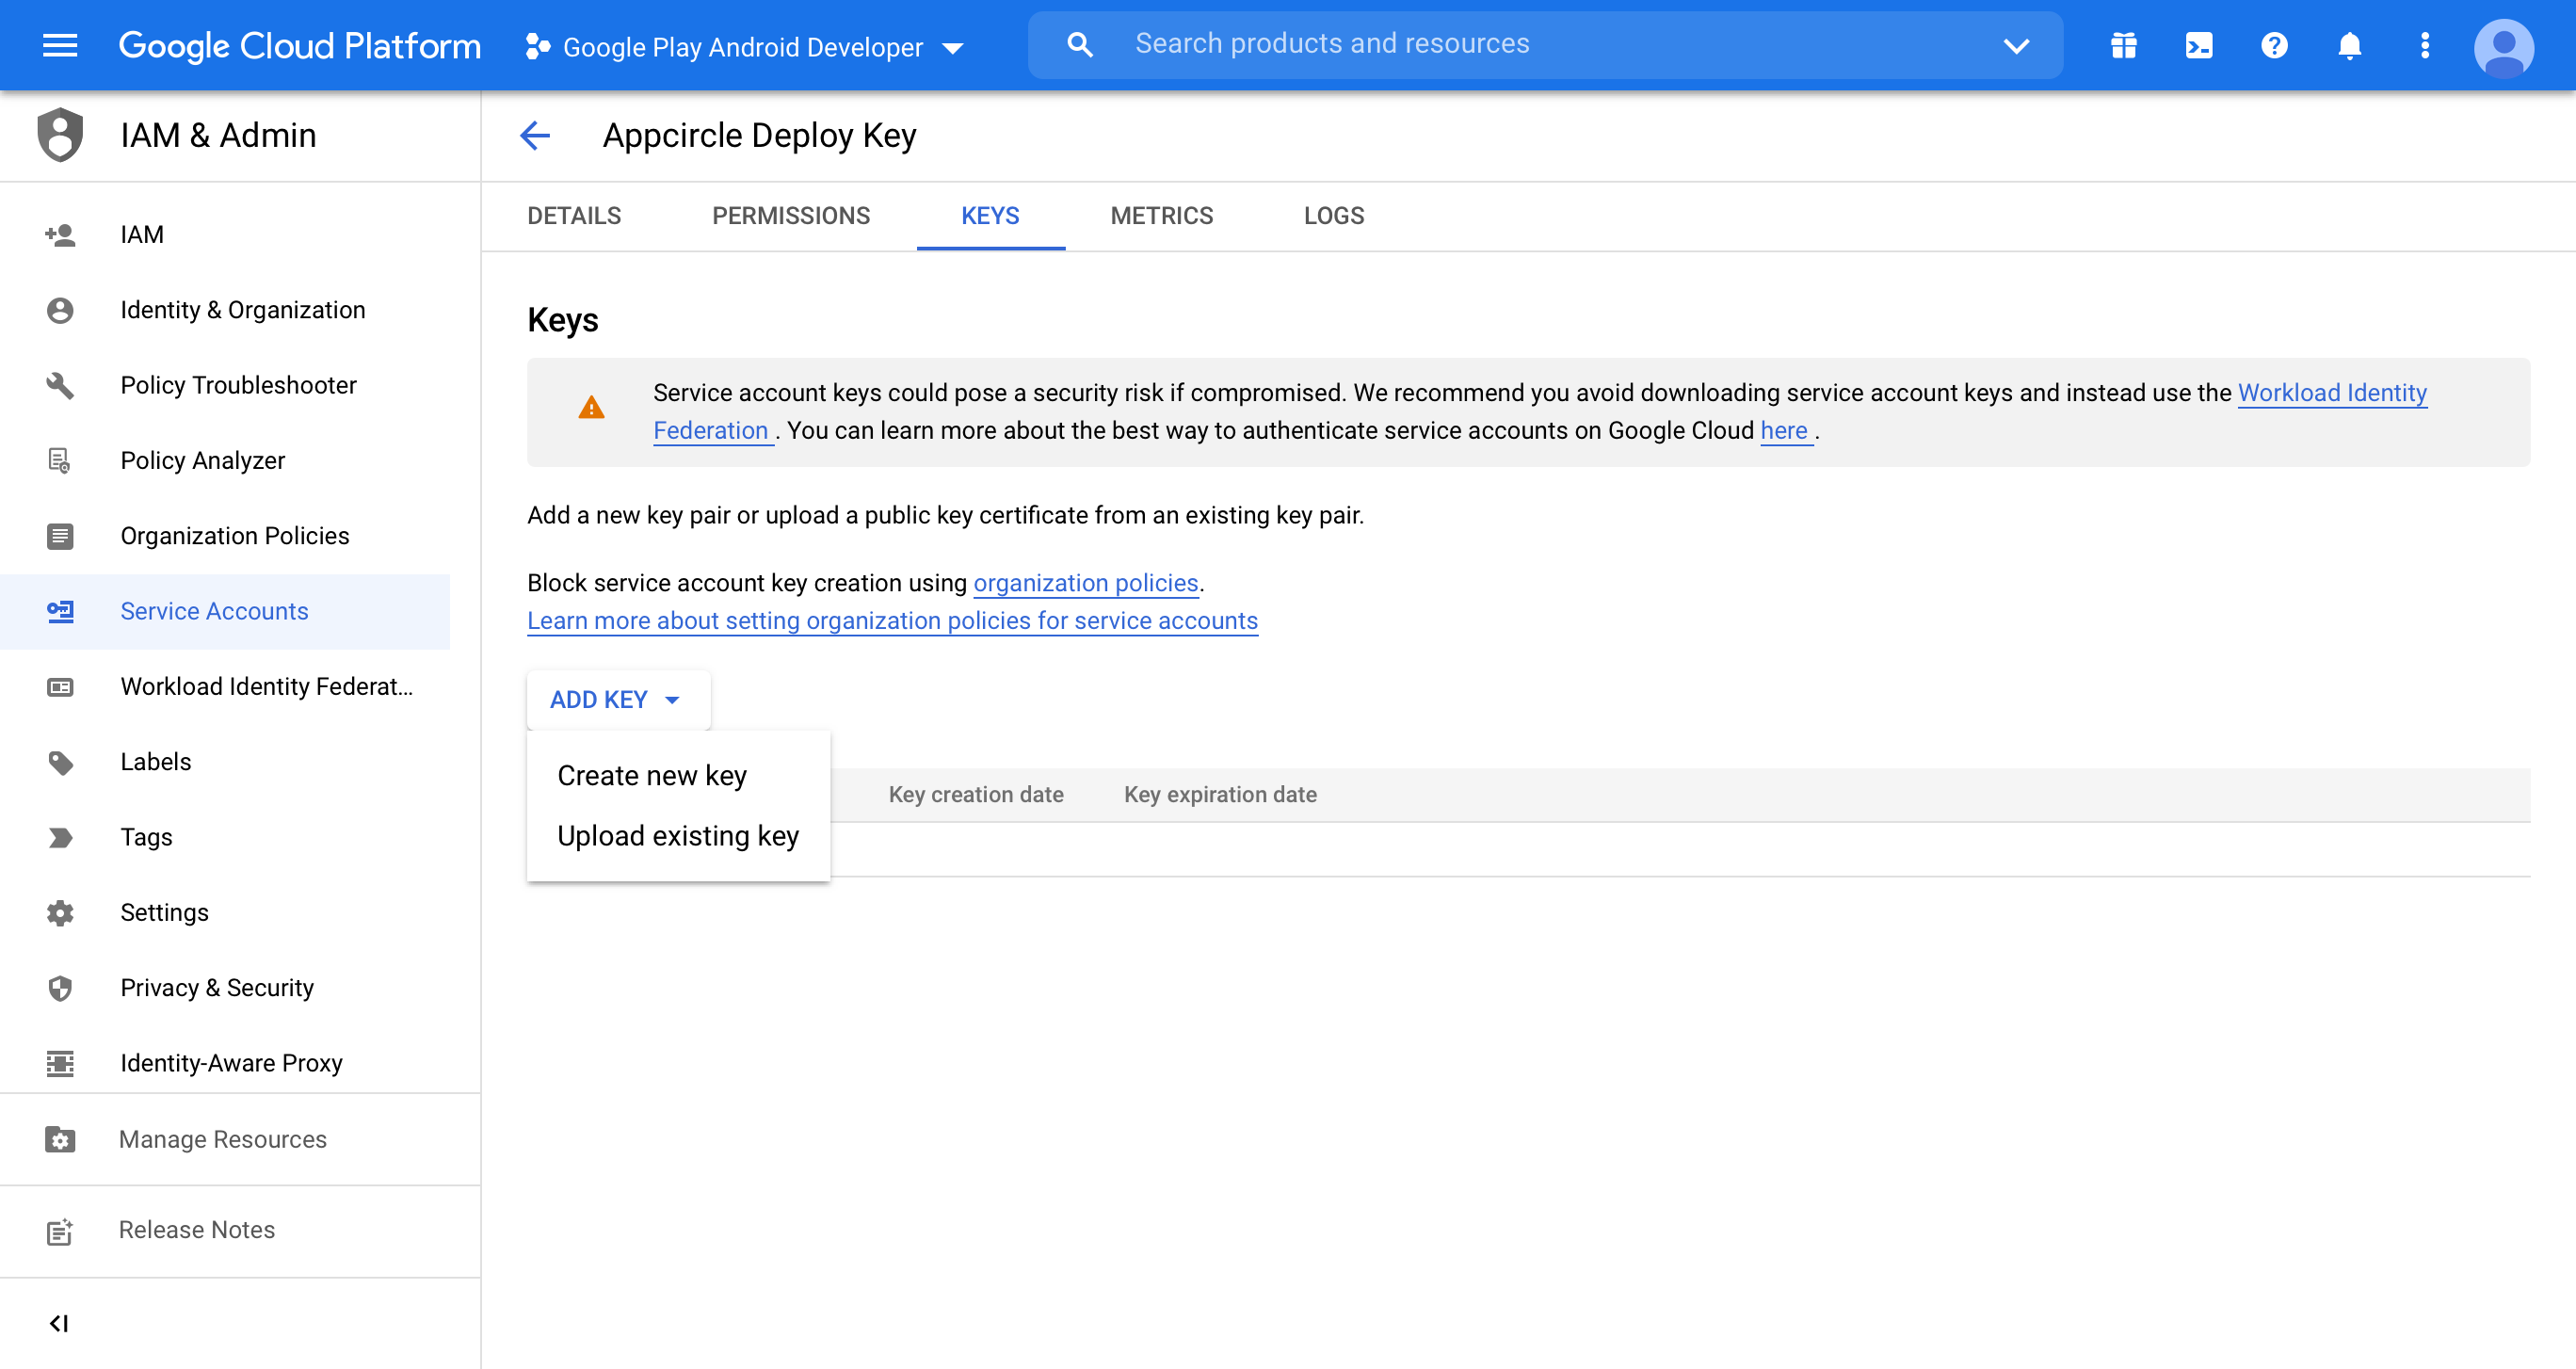 Google Cloud Platform
Google Play Android Developer
Search products and resources
IAM & Admin
IAM
Identity & Organization
Policy Troubleshooter
Policy Analyzer
Organization Policies
Service Accounts
Workload Identity Federat...
Labels
Tags
Settings
Privacy & Security
Identity-Aware Proxy
Manage Resources
Release Notes
Appcircle Deploy Key
DETAILS PERMISSIONS KEYS METRICS LOGS
Keys
Service account keys could pose a security risk if compromised. We recommend you avoid downloading service account keys and instead use the Workload Identity
Federation . You can learn more about the best way to authenticate service accounts on Google Cloud here .
Add a new key pair or upload a public key certificate from an existing key pair.
Block service account key creation using organization policies.
Learn more about setting organization policies for service accounts
ADD KEY
Create new key
Upload existing key
Key creation date Key expiration date